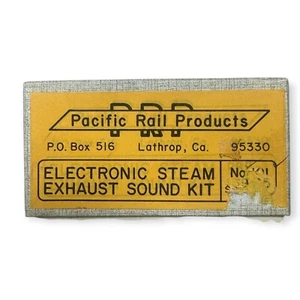 PRP
Pacific Rail Products
P.O. Box 516 Lathrop, Ca. 95330
ELECTRONIC STEAM
EXHAUST SOUND KIT